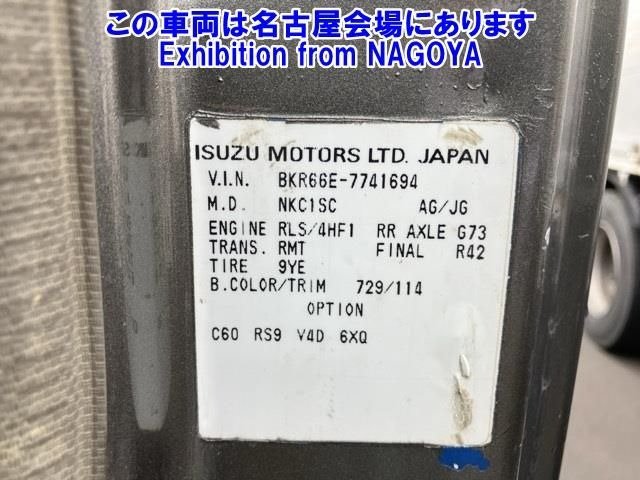 この車両は名古屋会場にあります
Exhibition from NAGOYA
ISUZU MOTORS LTD. JAPAN
V.I.N. BKR66E-7741694
M.D. NKC1SC AG/JG
ENGINE RLS/4HF1 RR AXLE G73
TRANS. RMT FINAL R42
TIRE 9YE
B.COLOR/TRIM 729/114
OPTION
C60 RS9 V4D 6XQ